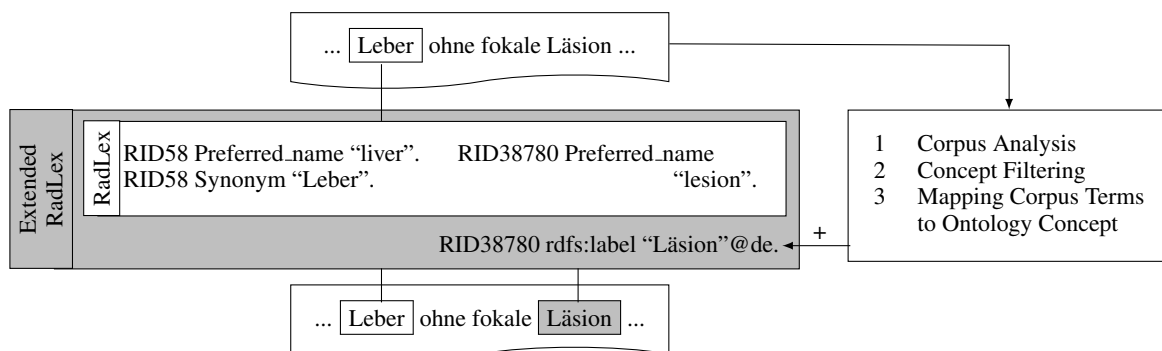 ... Leber ohne fokale Läsion ...
Extended
RadLex
RadLex
RID58 Preferred_name “liver”. RID38780 Preferred_name
RID58 Synonym “Leber”. “lesion”.
RID38780 rdfs:label “Läsion”@de.
+
1 Corpus Analysis
2 Concept Filtering
3 Mapping Corpus Terms
to Ontology Concept
... Leber ohne fokale Läsion ...